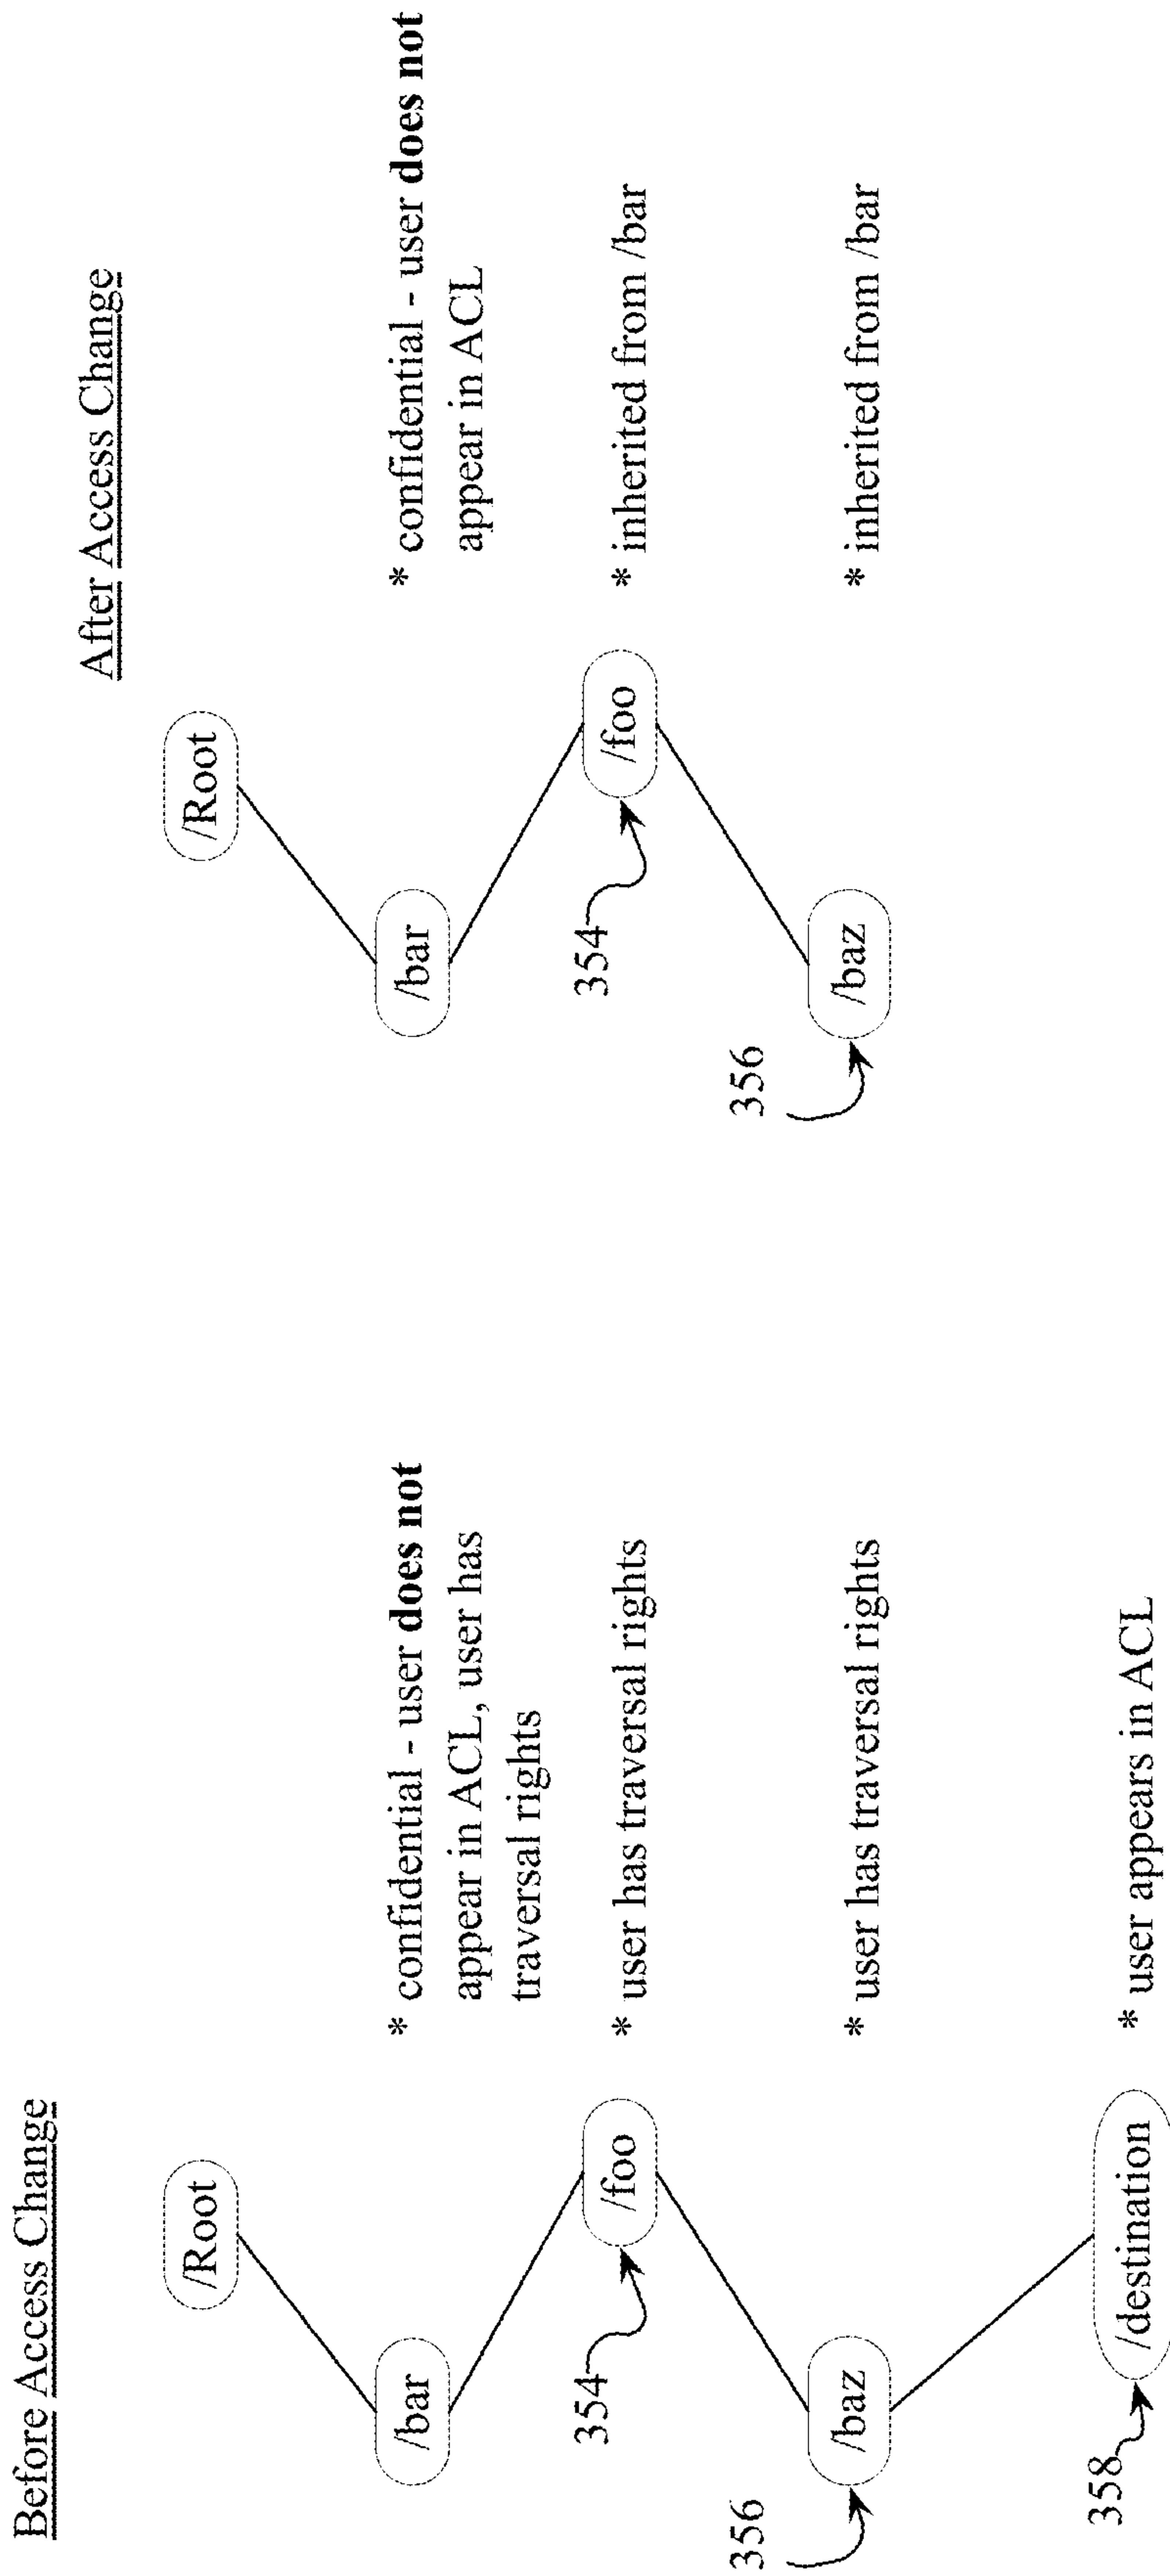 Before Access Change
/Root
/bar
* confidential - user does not
appear in ACL, user has
traversal rights
/foo
354
* user has traversal rights
/baz
356
* user has traversal rights
/destination
358
* user appears in ACL
After Access Change
/Root
/bar
* confidential - user does not
appear in ACL
/foo
354
* inherited from /bar
/baz
356
* inherited from /bar